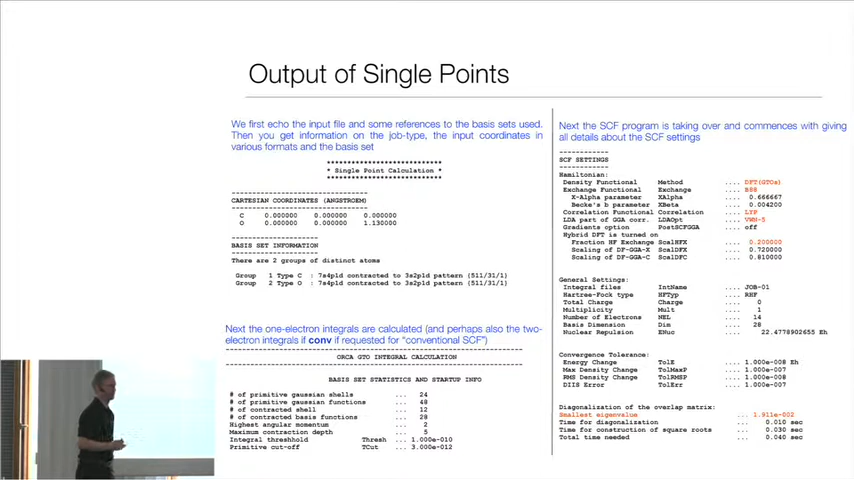 Output of Single Points
We first echo the input file and some references to the basis sets used.
Then you get information on the job-type, the input coordinates in
various formats and the basis set
****************************
* Single Point Calculation *
****************************
---------------------------------
CARTESIAN COORDINATES (ANGSTROEM)
---------------------------------
C 0.000000 0.000000 0.000000
O 0.000000 0.000000 1.130000
---------------------
BASIS SET INFORMATION
---------------------
There are 2 groups of distinct atoms
Group 1 Type C : 7s4p1d contracted to 3s2p1d pattern {511/31/1}
Group 2 Type O : 7s4p1d contracted to 3s2p1d pattern {511/31/1}
Next the one-electron integrals are calculated (and perhaps also the two-
electron integrals if conv if requested for “conventional SCF”)
ORCA GTO INTEGRAL CALCULATION
BASIS SET STATISTICS AND STARTUP INFO
# of primitive gaussian shells ... 24
# of primitive gaussian functions ... 48
# of contracted shell ... 12
# of contracted basis functions ... 28
Highest angular momentum ... 2
Maximum contraction depth ... 5
Integral threshhold Thresh ... 1.000e-010
Primitive cut-off TCut ... 3.000e-012
Next the SCF program is taking over and commences with giving
all details about the SCF settings
------------
SCF SETTINGS
------------
Hamiltonian:
Density Functional Method .... DFT(GTOs)
Exchange Functional Exchange .... B88
X-Alpha parameter XAlpha .... 0.666667
Becke's b parameter XBeta .... 0.004200
Correlation Functional Correlation .... LYP
LDA part of GGA corr. LDAOpt .... VWN-5
Gradients option PostSCFGGA .... off
Hybrid DFT is turned on
Fraction HF Exchange ScalHFX .... 0.200000
Scaling of DF-GGA-X ScalDFX .... 0.720000
Scaling of DF-GGA-C ScalDFC .... 0.810000
General Settings:
Integral files IntName .... JOB-01
Hartree-Fock type HFTyp .... RHF
Total Charge Charge .... 0
Multiplicity Mult .... 1
Number of Electrons NEL .... 14
Basis Dimension Dim .... 28
Nuclear Repulsion ENuc .... 22.4778902655 Eh
Convergence Tolerance:
Energy Change TolE .... 1.000e-008 Eh
Max Density Change TolMaxP .... 1.000e-007
RMS Density Change TolRMSP .... 1.000e-008
DIIS Error TolErr .... 1.000e-007
Diagonalization of the overlap matrix:
Smallest eigenvalue ... 1.911e-002
Time for diagonalization ... 0.010 sec
Time for construction of square roots ... 0.030 sec
Total time needed ... 0.040 sec